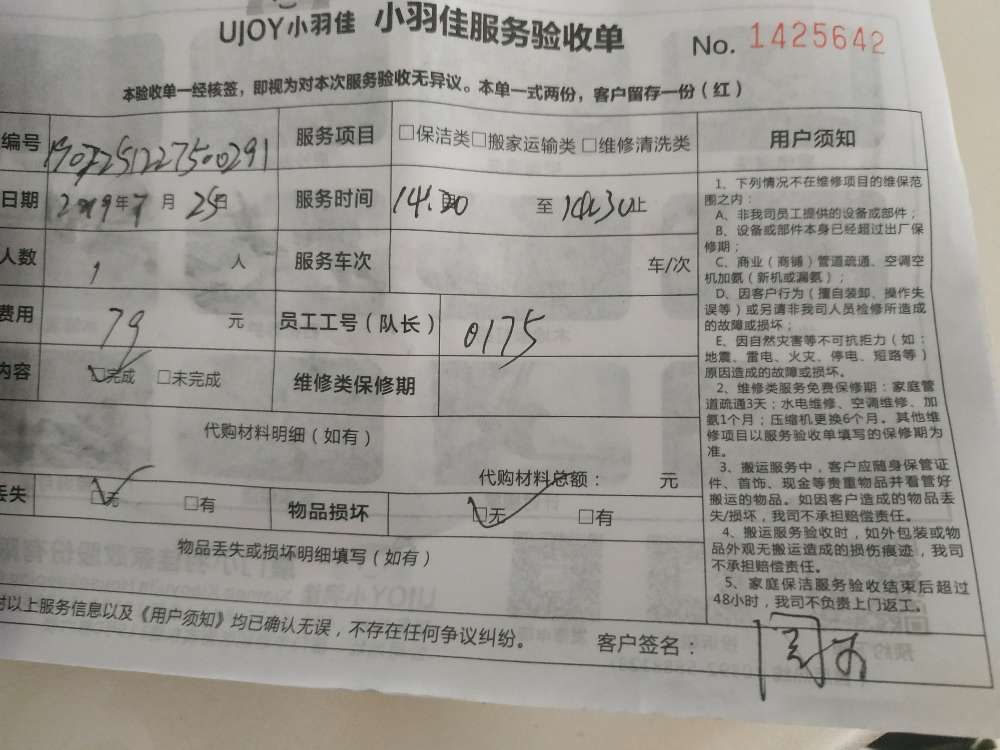 UJOY小羽佳 小羽佳服务验收单 No. 1425642
本验收单一经核签，即视为对本次服务验收无异议。本单一式两份，客户留存一份（红）
编号 服务项目 □保洁类□搬家运输类□维修清洗类
日期 2019年7月25日 服务时间 14.30 至 止
人数 1 人 服务车次 车/次
费用 79 元 员工工号（队长） 0175
内容 □完成 □未完成 维修类保修期
代购材料明细（如有）
代购材料总额： 元
丢失 □无 □有 物品损坏 □无 □有
物品丢失或损坏明细填写（如有）
对以上服务信息以及《用户须知》均已确认无误，不存在任何争议纠纷。
客户签名：
用户须知
1、下列情况不在维修项目的维保范
围之内：
A、非我司员工提供的设备或部件；
B、设备或部件本身已经超过出厂保
修期；
C、商业（商铺）管道疏通、空调空
机加氨（新机或漏氨）；
D、因客户行为（擅自装卸、操作失
误等）或另请非我司人员检修所造成
的故障或损坏；
E、因自然灾害等不可抗拒力（如：
地震、雷电、火灾、停电、短路等）
原因造成的故障或损坏。
2、维修类服务免费保修期：家庭管
道疏通3天；水电维修、空调维修、加
氨1个月；压缩机更换6个月。其他维
修项目以服务验收单填写的保修期为
准。
3、搬运服务中，客户应随身保管证
件、首饰、现金等贵重物品并看管好
搬运的物品。如因客户造成的物品丢
失/损坏，我司不承担赔偿责任。
4、搬运服务验收时，如外包装或物
品外观无搬运造成的损伤痕迹，我司
不承担赔偿责任。
5、家庭保洁服务验收结束后超过
48小时，我司不负责上门返工。